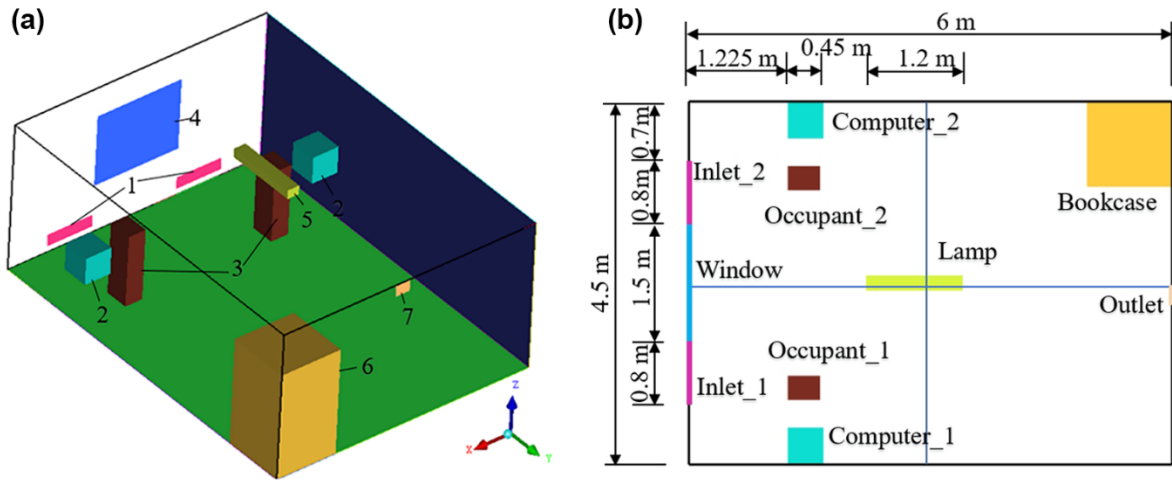 (a)
4
1
2
5
3
2
7
6
Z
X
Y
(b)
6 m
0.45 m
1.225 m
1.2 m
0.7m
Computer_2
Inlet_2
0.8m
Occupant_2
Bookcase
4.5 m
1.5 m
Window
Lamp
Outlet
Occupant_1
0.8 m
Inlet_1
Computer_1